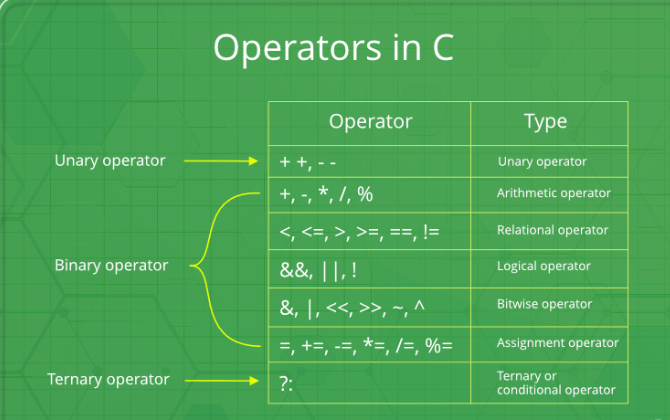 Operators in C
Operator Type
Unary operator + +, - - Unary operator
+, -, *, /, % Arithmetic operator
<, <=, >, >=, ==, != Relational operator
Binary operator &&, ||, ! Logical operator
&, |, <<, >>, ~, ^ Bitwise operator
=, +=, -=, *=, /=, %= Assignment operator
Ternary operator ?: Ternary or
conditional operator